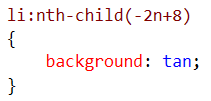 li:nth-child(-2n+8)
{
    background: tan;
}